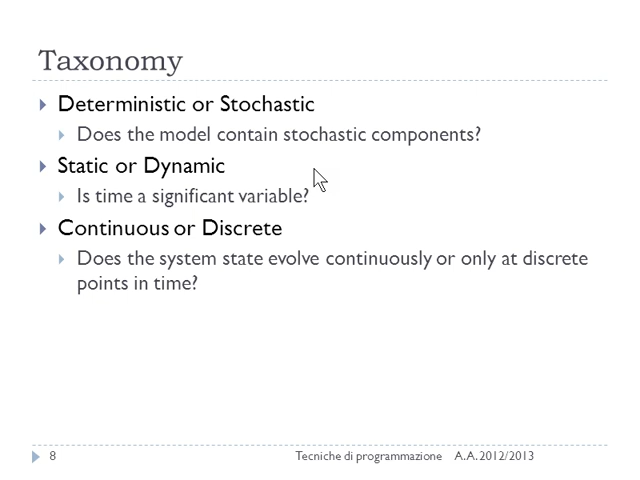 Taxonomy
Deterministic or Stochastic
Does the model contain stochastic components?
Static or Dynamic
Is time a significant variable?
Continuous or Discrete
Does the system state evolve continuously or only at discrete
points in time?
8 Tecniche di programmazione A.A. 2012/2013